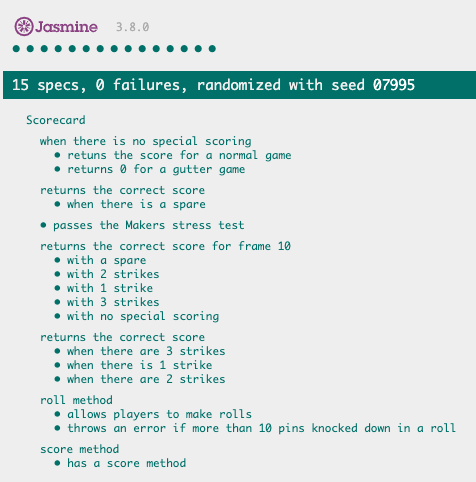 Jasmine 3.8.0
15 specs, 0 failures, randomized with seed 07995
Scorecard
when there is no special scoring
• retuns the score for a normal game
• returns 0 for a gutter game
returns the correct score
• when there is a spare
• passes the Makers stress test
returns the correct score for frame 10
• with a spare
• with 2 strikes
• with 1 strike
• with 3 strikes
• with no special scoring
returns the correct score
• when there are 3 strikes
• when there is 1 strike
• when there are 2 strikes
roll method
• allows players to make rolls
• throws an error if more than 10 pins knocked down in a roll
score method
• has a score method